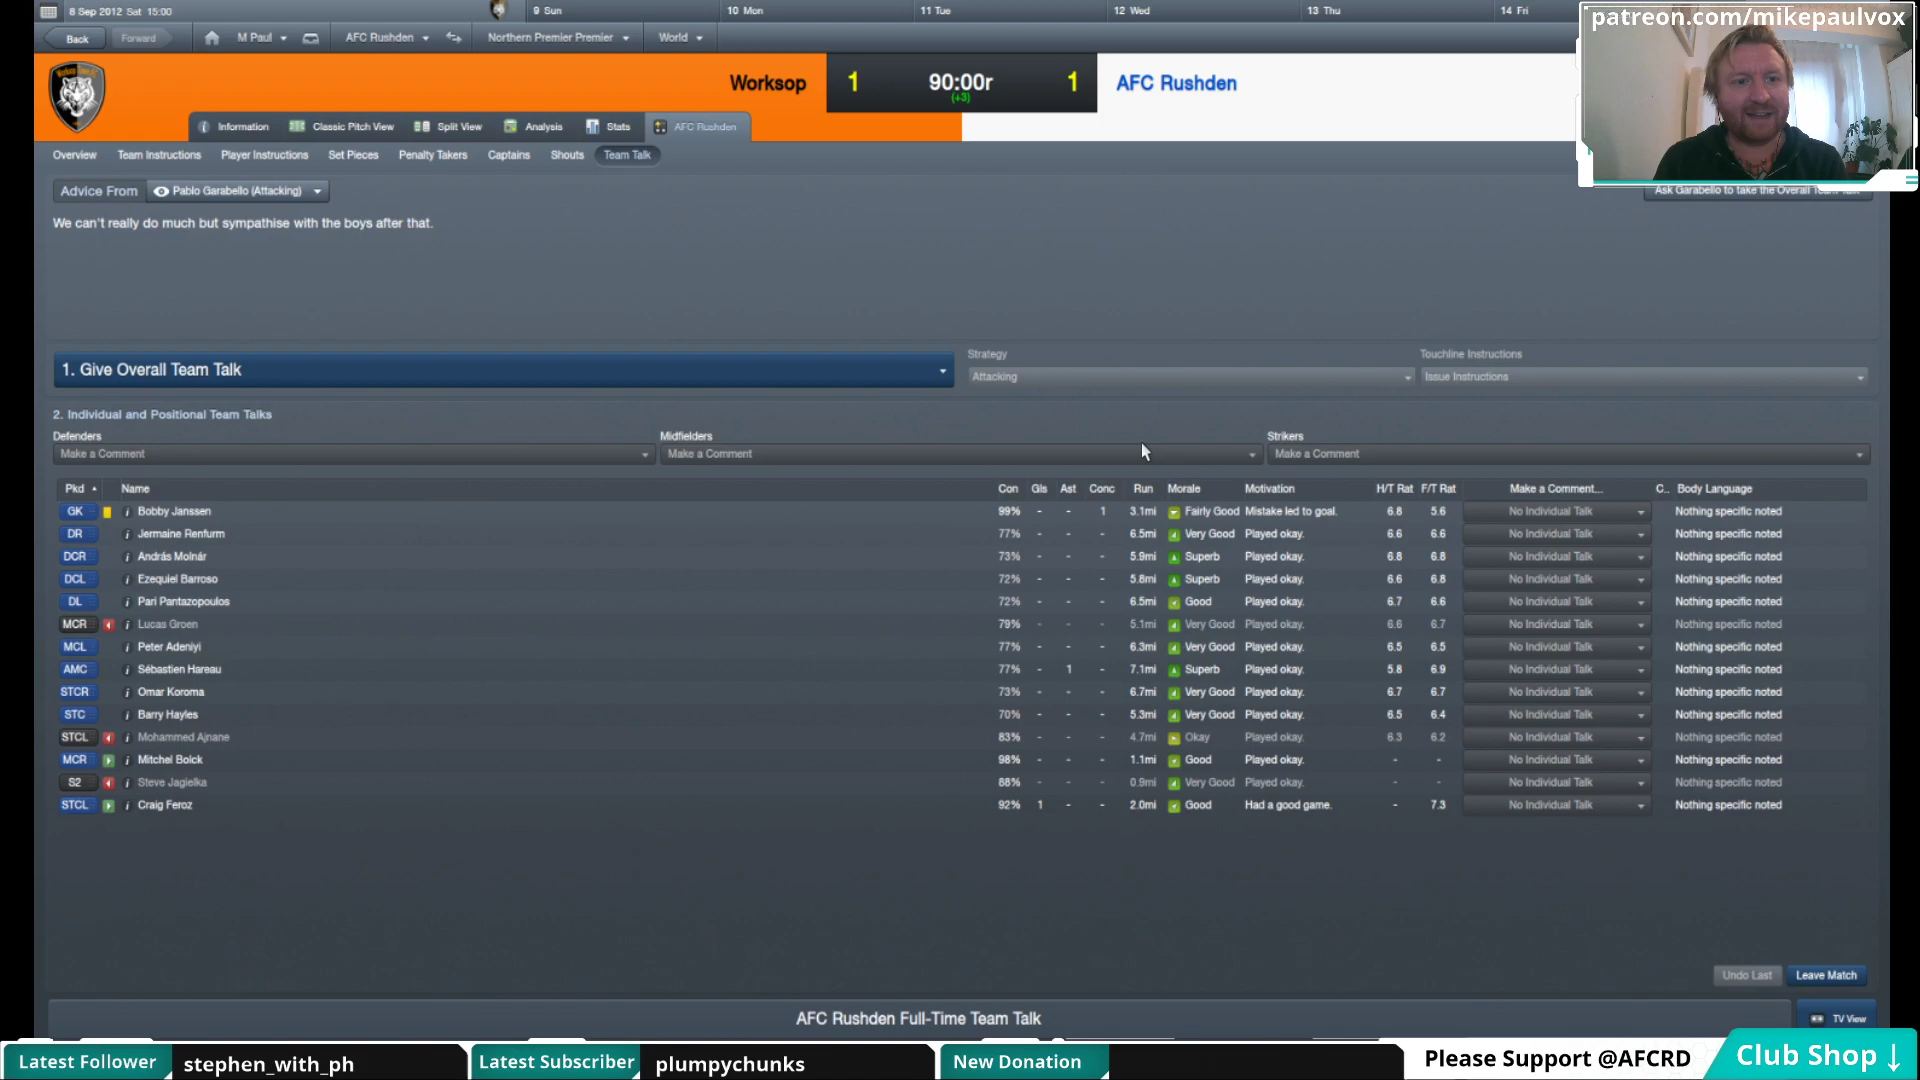 8 Sep 2012 Sat 15:00
9 Sun
10 Mon
11 Tue
12 Wed
13 Thu
14 Fri
patreon.com/mikepaulvox
Back
Forward
M Paul
AFC Rushden
Northern Premier Premier
World
Worksop
1
90:00r
(+3)
1
AFC Rushden
Information
Classic Pitch View
Split View
Analysis
Stats
AFC Rushden
Overview
Team Instructions
Player Instructions
Set Pieces
Penalty Takers
Captains
Shouts
Team Talk
Advice From
Pablo Garabello (Attacking)
Ask Garabello to take the Overall
We can't really do much but sympathise with the boys after that.
1. Give Overall Team Talk
Strategy
Attacking
Touchline Instructions
Issue Instructions
2. Individual and Positional Team Talks
Defenders
Make a Comment
Midfielders
Make a Comment
Strikers
Make a Comment
Pkd Name Con Gls Ast Conc Run Morale Motivation H/T Rat F/T Rat Make a Comment... C.. Body Language
GK i Bobby Janssen 99% - - 1 3.1mi Fairly Good Mistake led to goal. 6.8 5.6 No Individual Talk Nothing specific noted
DR i Jermaine Renfurm 77% - - - 6.5mi Very Good Played okay. 6.6 6.6 No Individual Talk Nothing specific noted
DCR i András Molnár 73% - - - 5.9mi Superb Played okay. 6.8 6.8 No Individual Talk Nothing specific noted
DCL i Ezequiel Barroso 72% - - - 5.8mi Superb Played okay. 6.6 6.8 No Individual Talk Nothing specific noted
DL i Pari Pantazopoulos 72% - - - 6.5mi Good Played okay. 6.7 6.6 No Individual Talk Nothing specific noted
MCR i Lucas Groen 79% - - - 5.1mi Very Good Played okay. 6.6 6.7 No Individual Talk Nothing specific noted
MCL i Peter Adeniyi 77% - - - 6.3mi Very Good Played okay. 6.5 6.5 No Individual Talk Nothing specific noted
AMC i Sébastien Hareau 77% - 1 - 7.1mi Superb Played okay. 5.8 6.9 No Individual Talk Nothing specific noted
STCR i Omar Koroma 73% - - - 6.7mi Very Good Played okay. 6.7 6.7 No Individual Talk Nothing specific noted
STC i Barry Hayles 70% - - - 5.3mi Very Good Played okay. 6.5 6.4 No Individual Talk Nothing specific noted
STCL i Mohammed Ajnane 83% - - - 4.7mi Okay Played okay. 6.3 6.2 No Individual Talk Nothing specific noted
MCR i Mitchel Bolck 98% - - - 1.1mi Good Played okay. - - No Individual Talk Nothing specific noted
S2 i Steve Jagielka 88% - - - 0.9mi Very Good Played okay. - - No Individual Talk Nothing specific noted
STCL i Craig Feroz 92% 1 - - 2.0mi Good Had a good game. - 7.3 No Individual Talk Nothing specific noted
Undo Last
Leave Match
AFC Rushden Full-Time Team Talk
TV View
Latest Follower
stephen_with_ph
Latest Subscriber
plumpychunks
New Donation
Please Support @AFCRD
Club Shop ↓